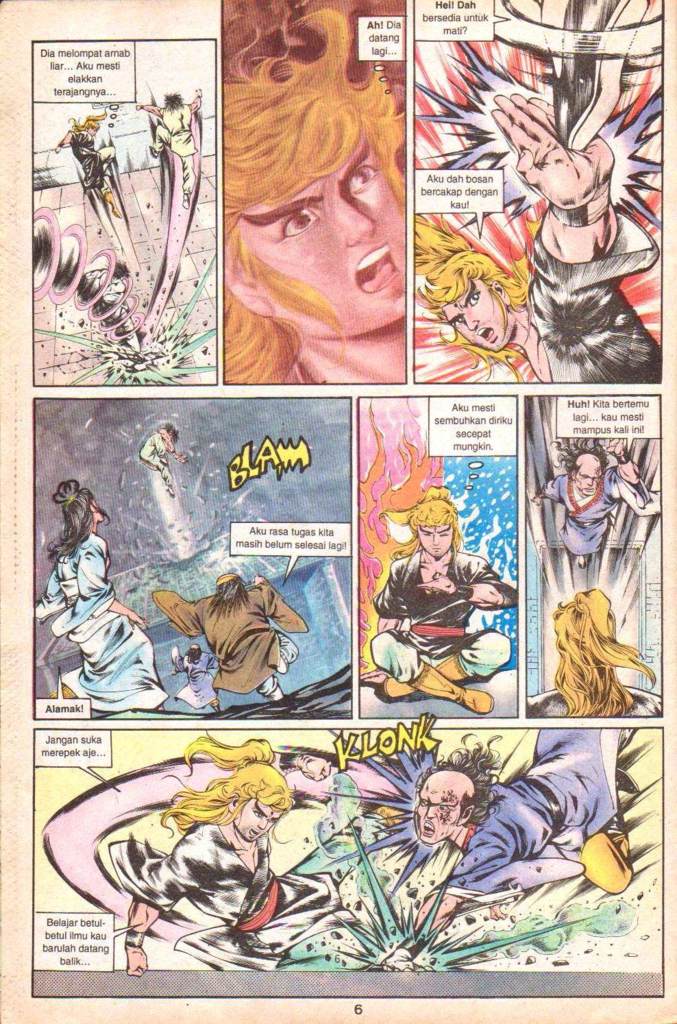 Dia melompat arnab
liar... Aku mesti
elakkan
terajangnya...
Ah! Dia
datang
lagi...
Hei! Dah
bersedia untuk
mati?
Aku dah bosan
bercakap dengan
kau!
BLAM
Aku rasa tugas kita
masih belum selesai lagi!
Alamak!
Aku mesti
sembuhkan diriku
secepat
mungkin.
Huh! Kita bertemu
lagi... kau mesti
mampus kali ini!
Jangan suka
merepek aje...
KLONK
Belajar betul-
betul ilmu kau
barulah datang
balik...
6